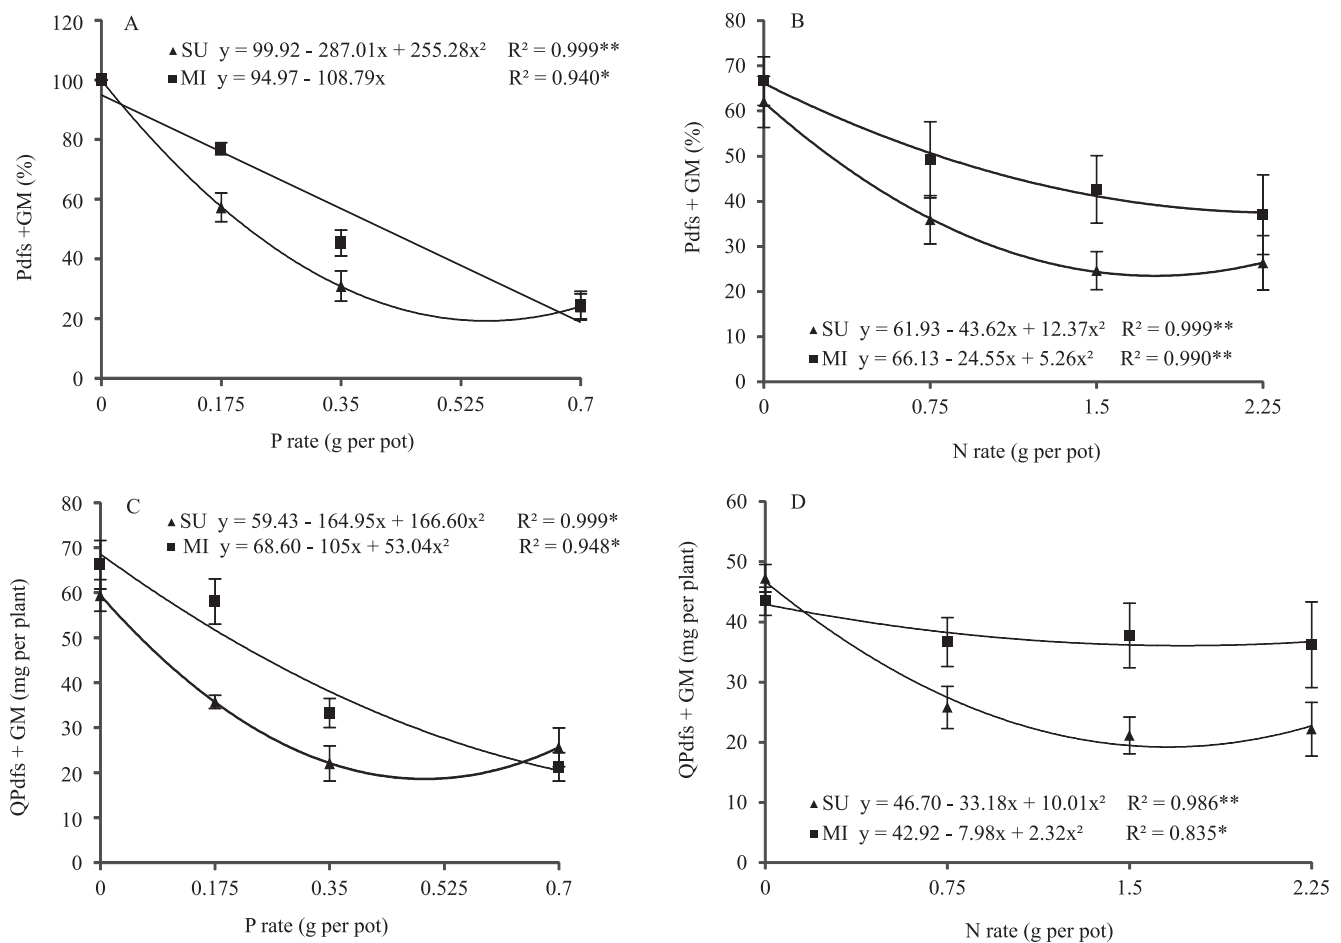 A
SU y = 99.92 - 287.01x + 255.28x² R² = 0.999**
MI y = 94.97 - 108.79x R² = 0.940*
Pdfs +GM (%)
120
100
80
60
40
20
0
0 0.175 0.35 0.525 0.7
P rate (g per pot)
B
Pdfs + GM (%)
80
70
60
50
40
30
20
10
0
SU y = 61.93 - 43.62x + 12.37x² R² = 0.999**
MI y = 66.13 - 24.55x + 5.26x² R² = 0.990**
0 0.75 1.5 2.25
N rate (g per pot)
C
SU y = 59.43 - 164.95x + 166.60x² R² = 0.999*
MI y = 68.60 - 105x + 53.04x² R² = 0.948*
QPdfs + GM (mg per plant)
80
70
60
50
40
30
20
10
0
0 0.175 0.35 0.525 0.7
P rate (g per pot)
D
QPdfs + GM (mg per plant)
60
50
40
30
20
10
0
SU y = 46.70 - 33.18x + 10.01x² R² = 0.986**
MI y = 42.92 - 7.98x + 2.32x² R² = 0.835*
0 0.75 1.5 2.25
N rate (g per pot)